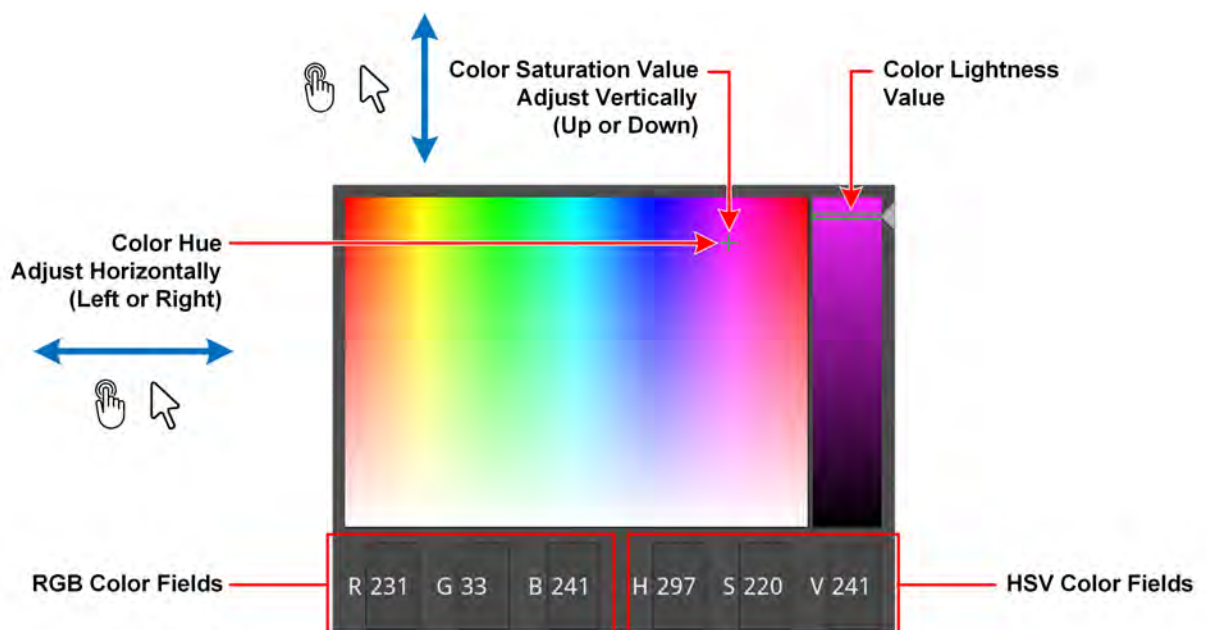 Color Saturation Value
Adjust Vertically
(Up or Down)
Color Lightness
Value
Color Hue
Adjust Horizontally
(Left or Right)
RGB Color Fields
R 231 G 33 B 241 H 297 S 220 V 241
HSV Color Fields